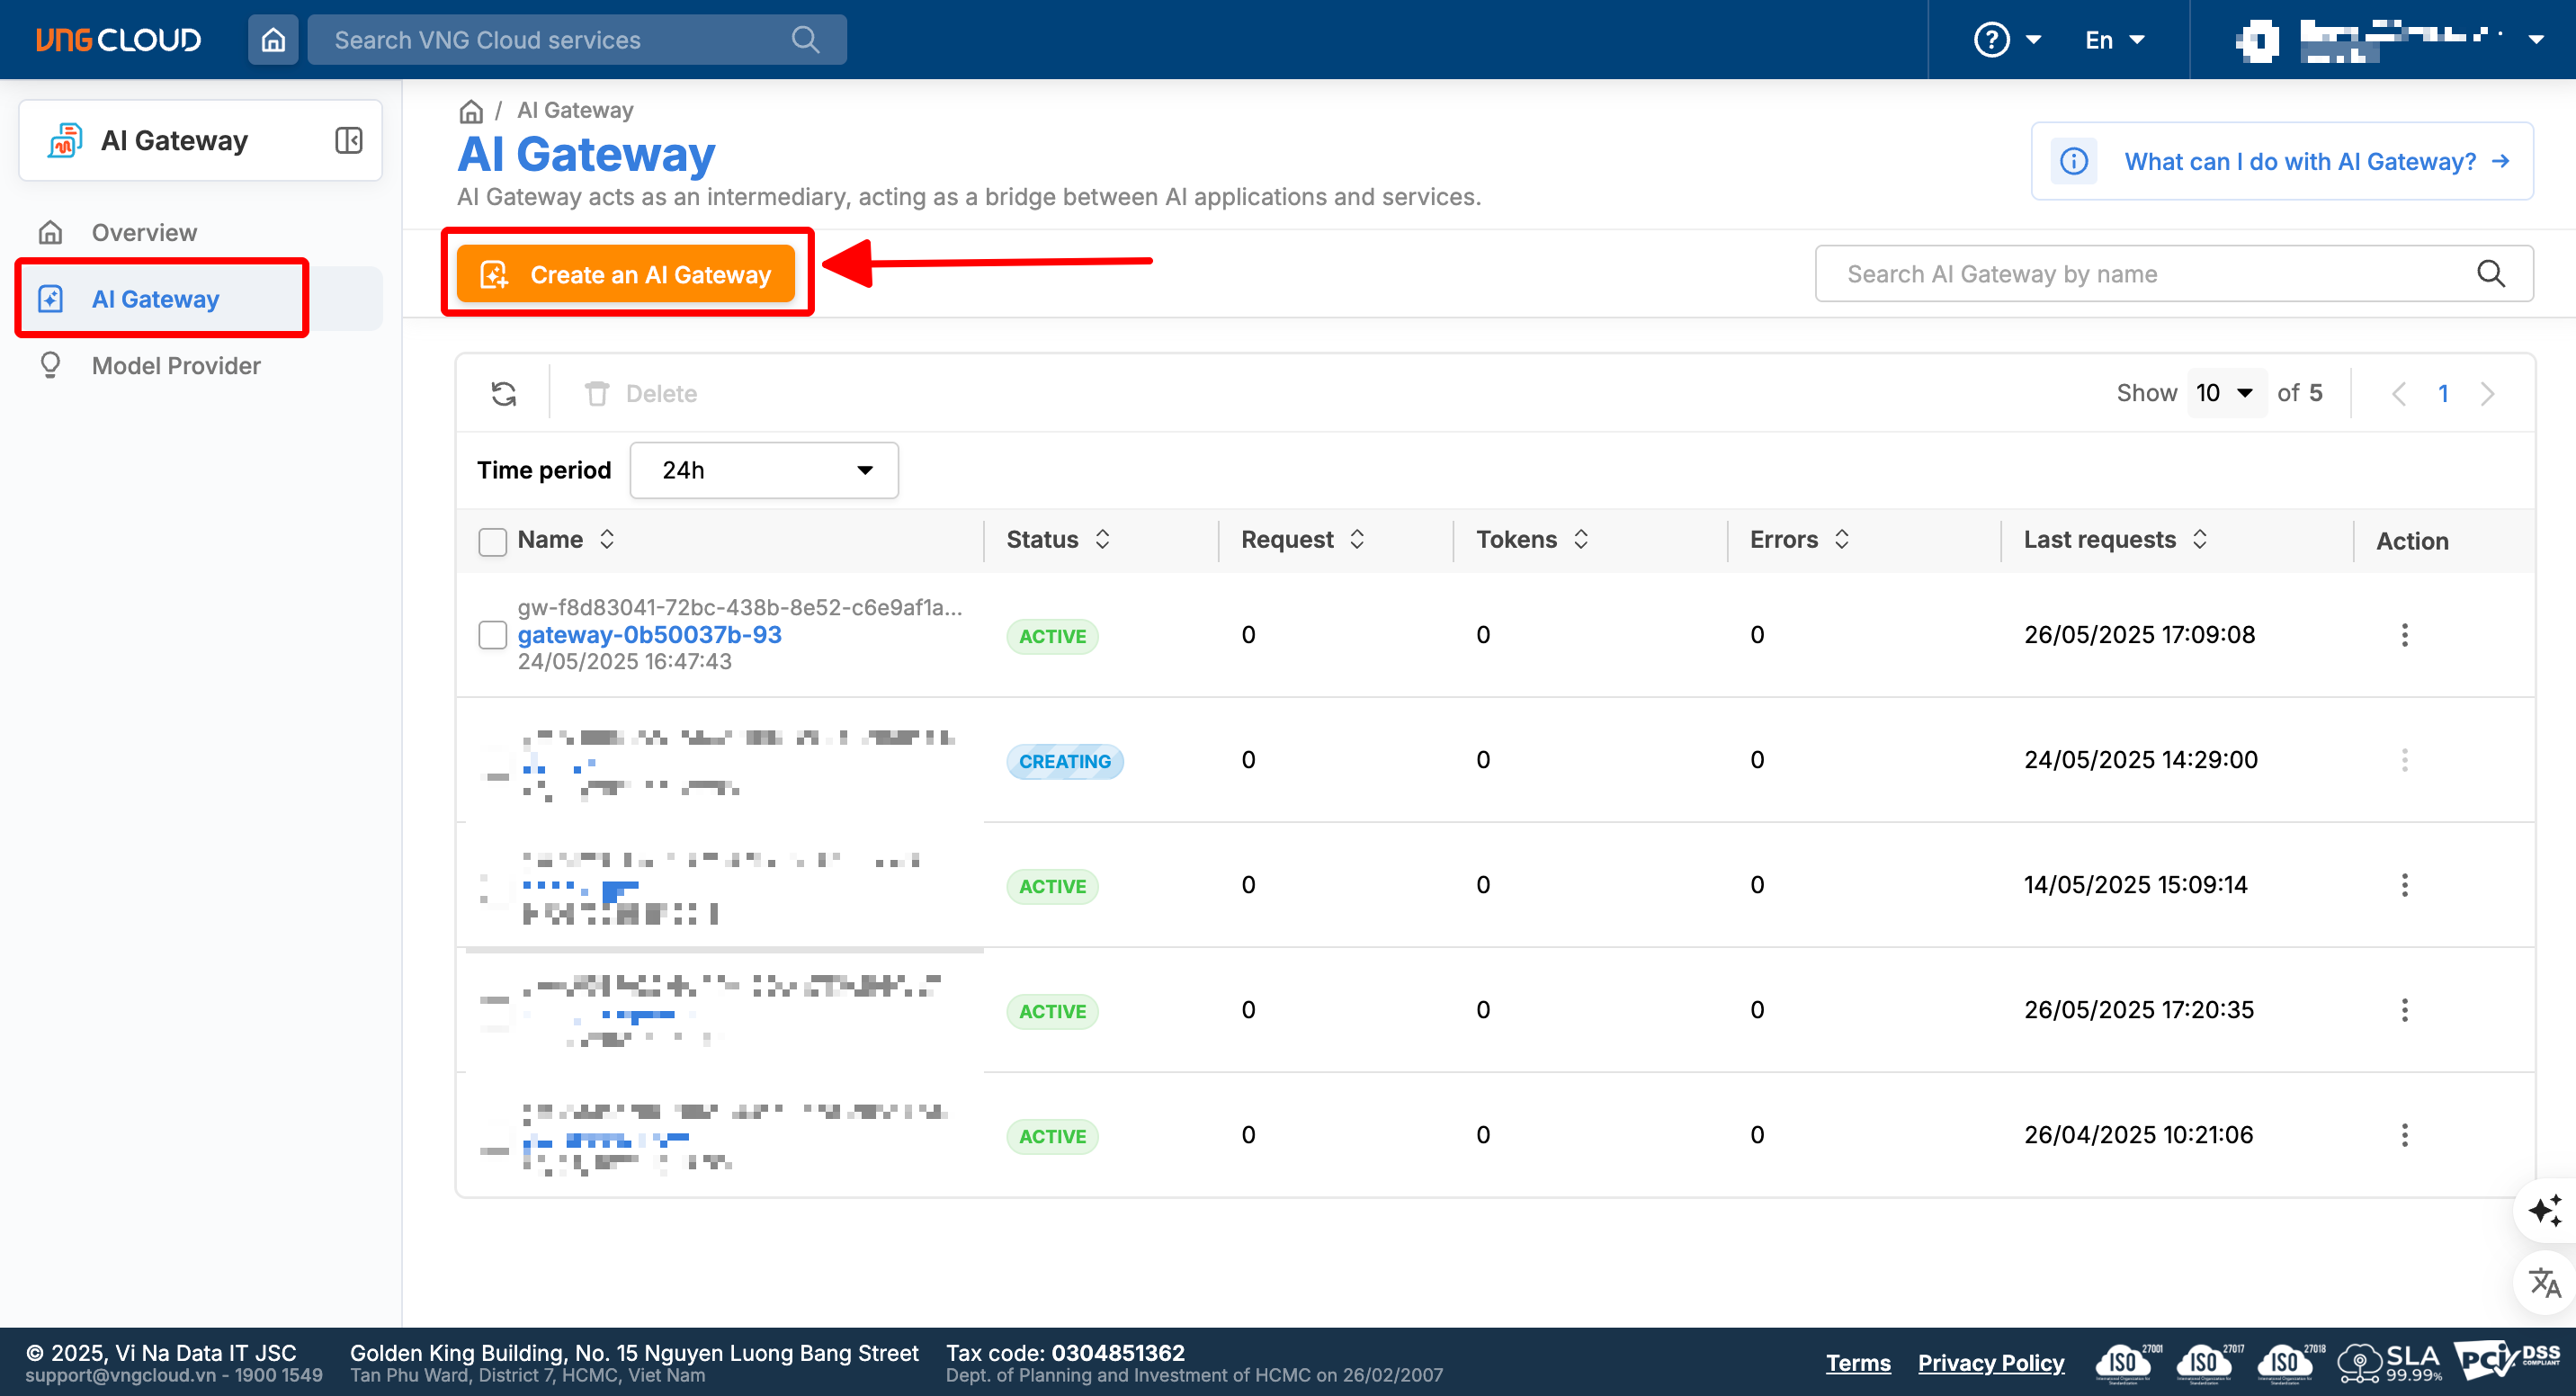 VNG CLOUD
Search VNG Cloud services
?
En
AI Gateway
Overview
AI Gateway
Model Provider
/ AI Gateway
AI Gateway
AI Gateway acts as an intermediary, acting as a bridge between AI applications and services.
What can I do with AI Gateway? →
Create an AI Gateway
Search AI Gateway by name
Delete
Show 10 of 5
1
Time period 24h
Name Status Request Tokens Errors Last requests Action
gw-f8d83041-72bc-438b-8e52-c6e9af1a...
gateway-0b50037b-93
24/05/2025 16:47:43
ACTIVE 0 0 0 26/05/2025 17:09:08
CREATING 0 0 0 24/05/2025 14:29:00
ACTIVE 0 0 0 14/05/2025 15:09:14
ACTIVE 0 0 0 26/05/2025 17:20:35
ACTIVE 0 0 0 26/04/2025 10:21:06
© 2025, Vi Na Data IT JSC
support@vngcloud.vn - 1900 1549
Golden King Building, No. 15 Nguyen Luong Bang Street
Tan Phu Ward, District 7, HCMC, Viet Nam
Tax code: 0304851362
Dept. of Planning and Investment of HCMC on 26/02/2007
Terms
Privacy Policy
ISO 27001
ISO 27017
ISO 27018
SLA
99.99%
PCI DSS
COMPLIANT